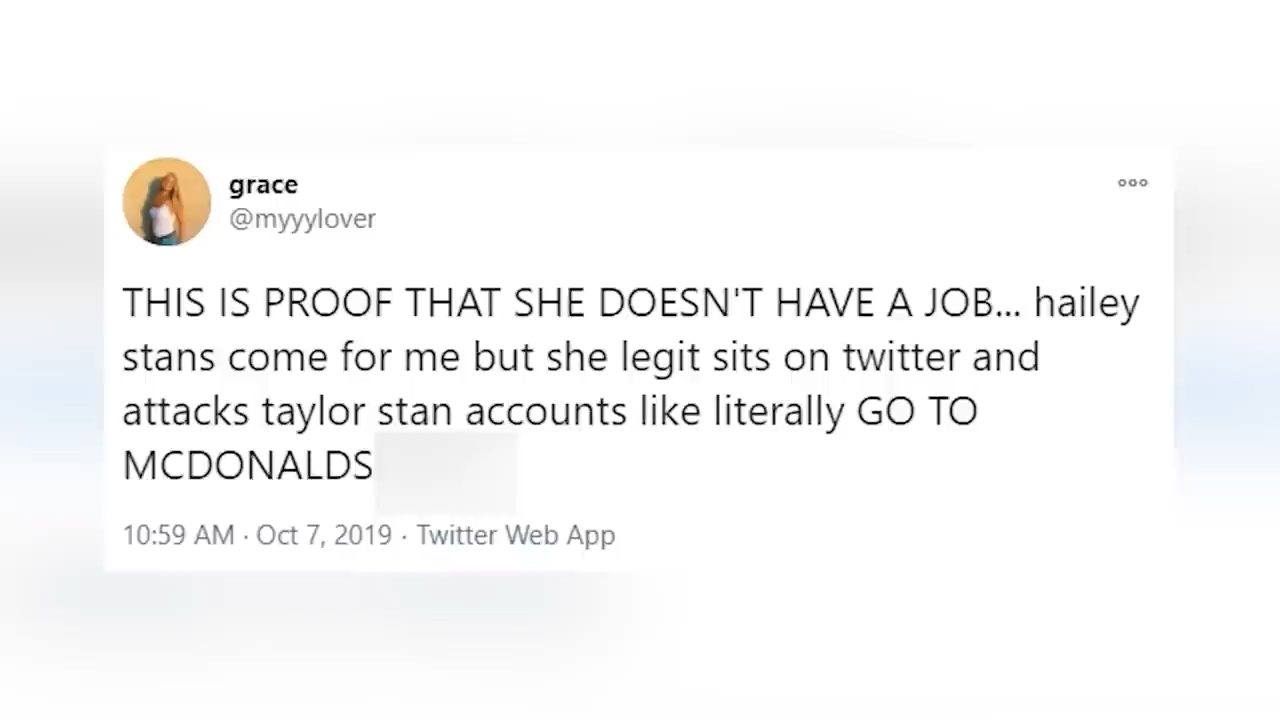 grace
@myyylover
THIS IS PROOF THAT SHE DOESN'T HAVE A JOB... hailey
stans come for me but she legit sits on twitter and
attacks taylor stan accounts like literally GO TO
MCDONALDS
10:59 AM · Oct 7, 2019 · Twitter Web App